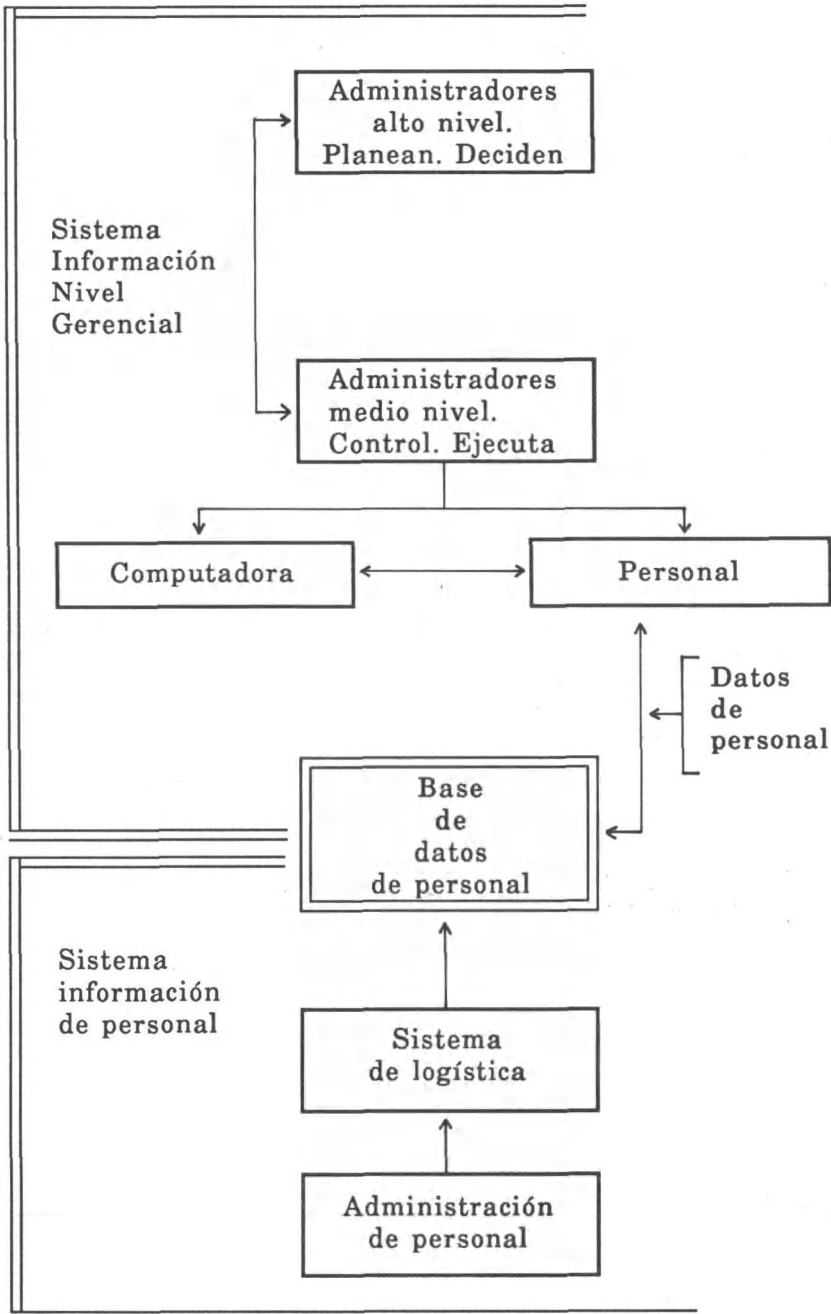 Administradores
alto nivel.
Planean. Deciden
Sistema
Información
Nivel
Gerencial
Administradores
medio nivel.
Control. Ejecuta
Computadora
Personal
Datos
de
personal
Base
de
datos
de personal
Sistema
información
de personal
Sistema
de logística
Administración
de personal